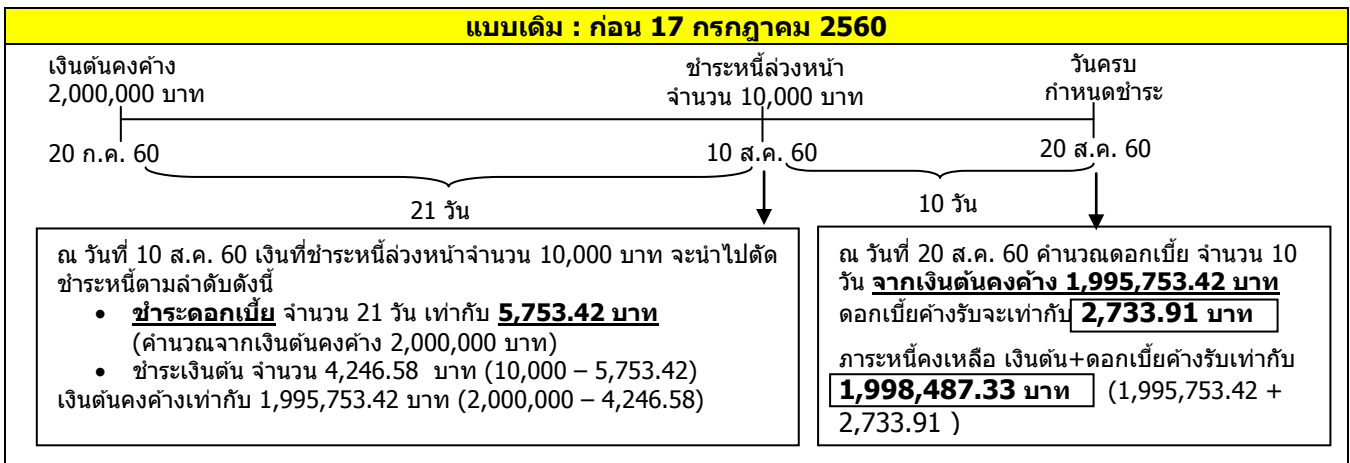 แบบเดิม : ก่อน 17 กรกฎาคม 2560
เงินต้นคงค้าง
2,000,000 บาท
ชำระหนี้ล่วงหน้า
จำนวน 10,000 บาท
วันครบ
กำหนดชำระ
20 ก.ค. 60
10 ส.ค. 60
20 ส.ค. 60
21 วัน
10 วัน
ณ วันที่ 10 ส.ค. 60 เงินที่ชำระหนี้ล่วงหน้าจำนวน 10,000 บาท จะนำไปตัด
ชำระหนี้ตามลำดับดังนี้
• ชำระดอกเบี้ย จำนวน 21 วัน เท่ากับ 5,753.42 บาท
(คำนวณจากเงินต้นคงค้าง 2,000,000 บาท)
• ชำระเงินต้น จำนวน 4,246.58 บาท (10,000 – 5,753.42)
เงินต้นคงค้างเท่ากับ 1,995,753.42 บาท (2,000,000 – 4,246.58)
ณ วันที่ 20 ส.ค. 60 คำนวณดอกเบี้ย จำนวน 10
วัน จากเงินต้นคงค้าง 1,995,753.42 บาท
ดอกเบี้ยค้างรับจะเท่ากับ 2,733.91 บาท
ภาระหนี้คงเหลือ เงินต้น+ดอกเบี้ยค้างรับเท่ากับ
1,998,487.33 บาท (1,995,753.42 +
2,733.91 )